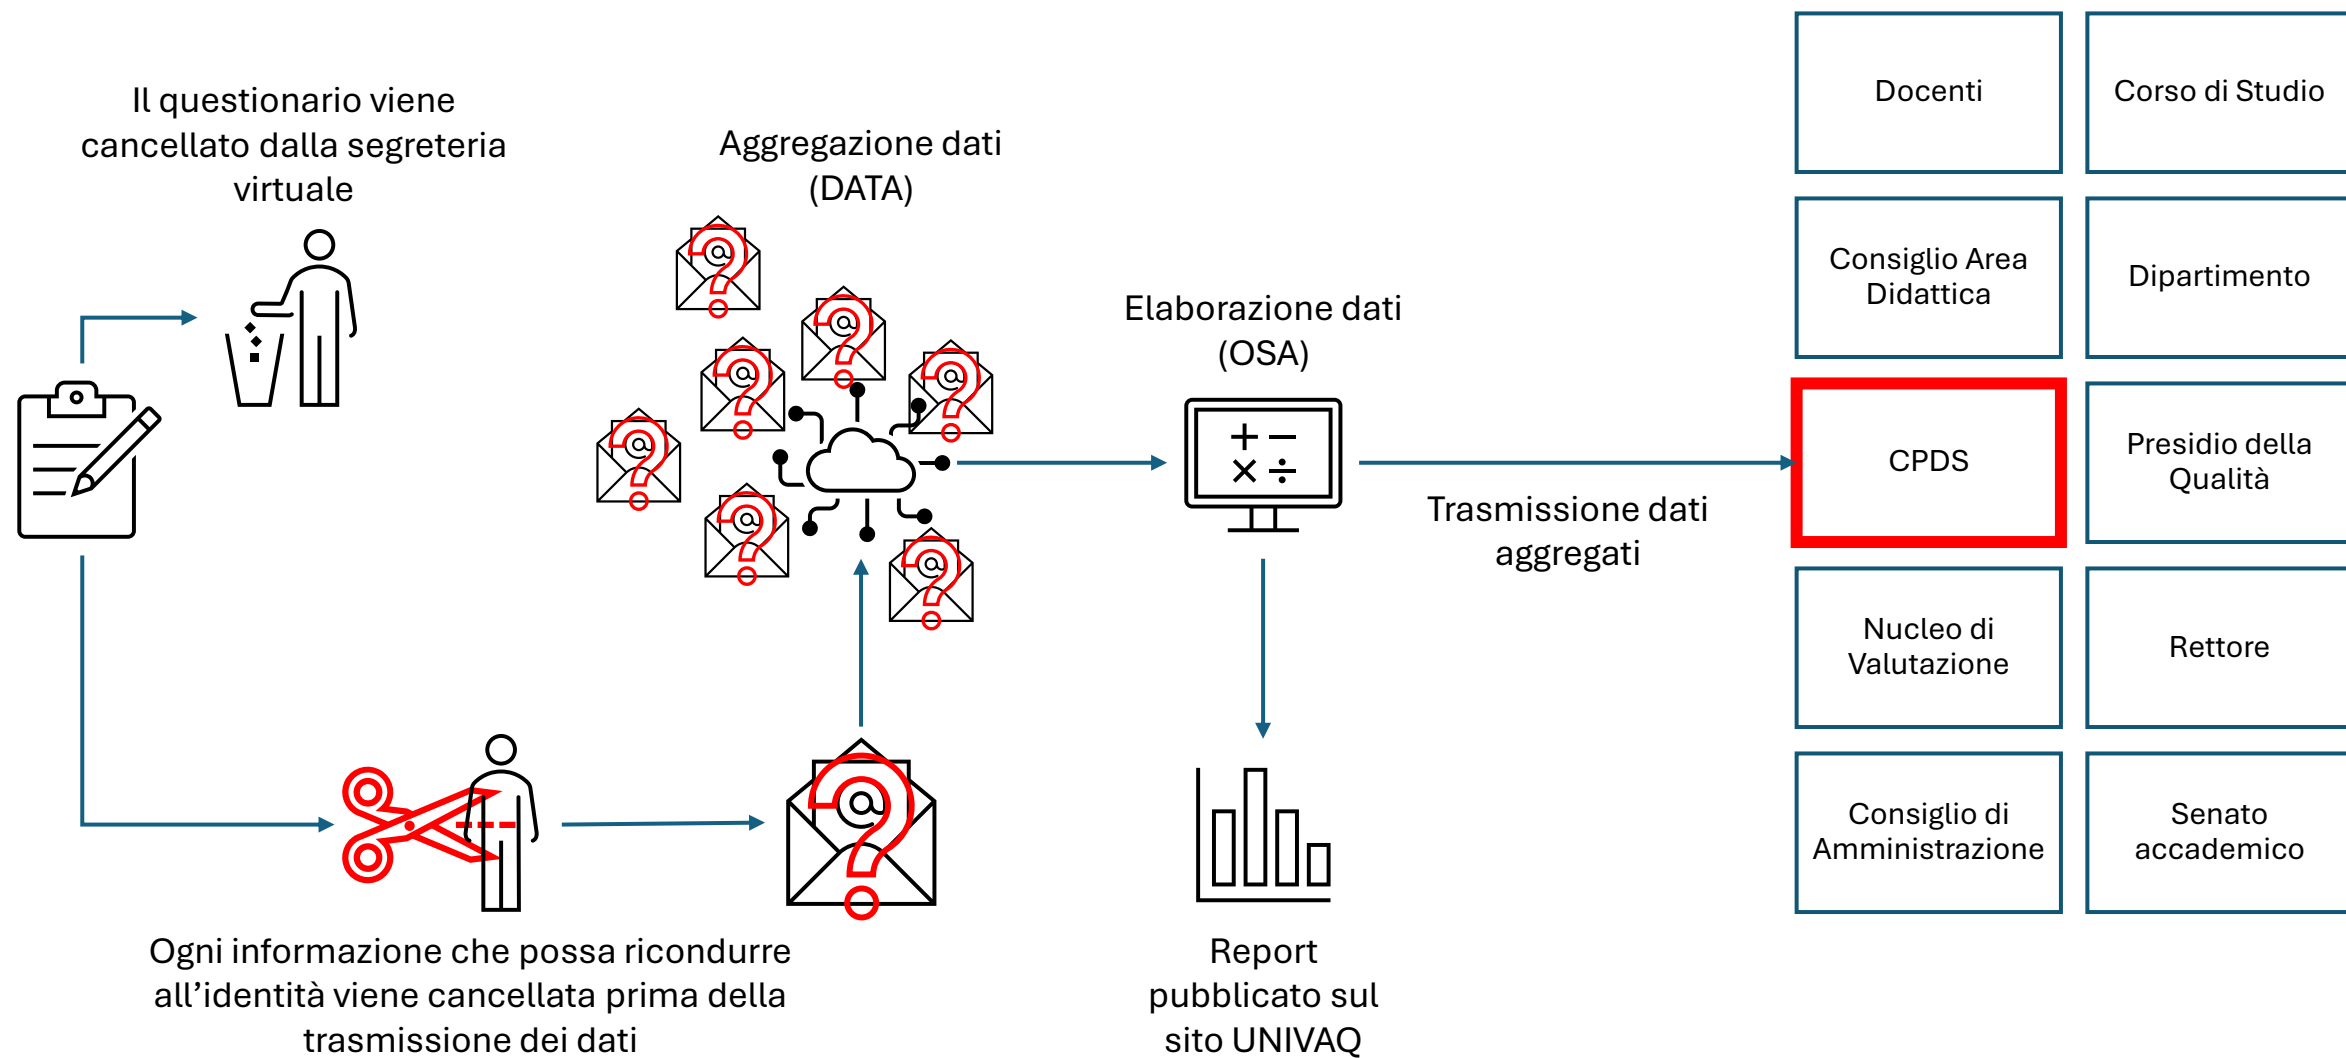 Il questionario viene
cancellato dalla segreteria
virtuale
Aggregazione dati
(DATA)
Elaborazione dati
(OSA)
Trasmissione dati
aggregati
Ogni informazione che possa ricondurre
all’identità viene cancellata prima della
trasmissione dei dati
Report
pubblicato sul
sito UNIVAQ
Docenti
Corso di Studio
Consiglio Area
Didattica
Dipartimento
CPDS
Presidio della
Qualità
Nucleo di
Valutazione
Rettore
Consiglio di
Amministrazione
Senato
accademico